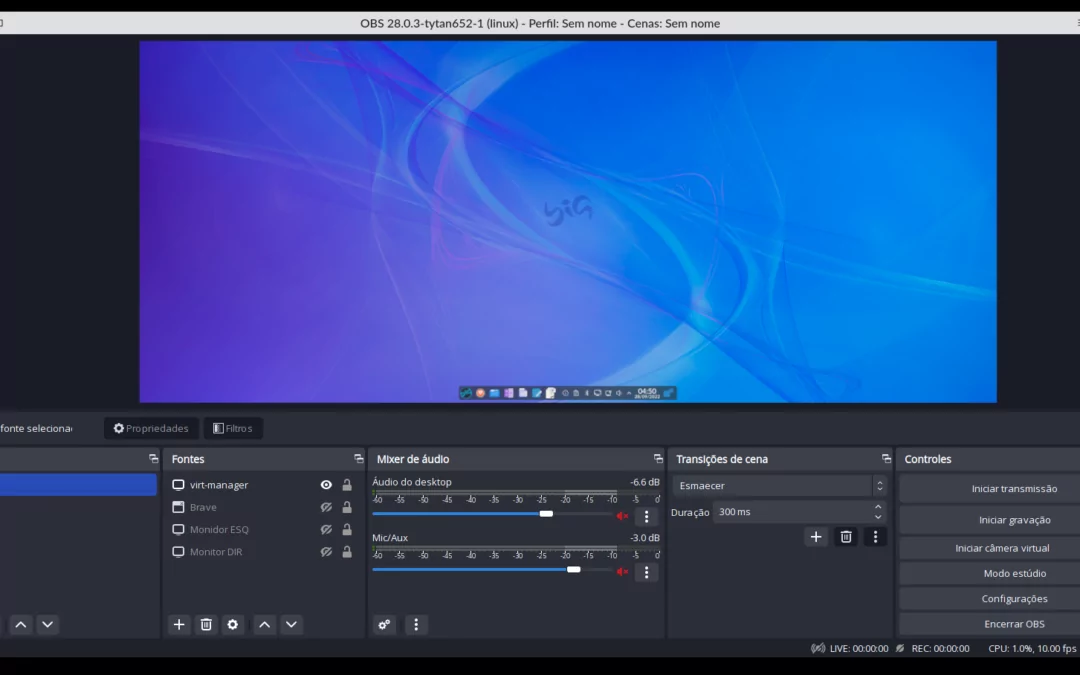 OBS 28.0.3-tytan652-1 (linux) - Perfil: Sem nome - Cenas: Sem nome
BiG
04:50
fonte seleciona
Propriedades
Filtros
Fontes
virt-manager
Brave
Monidor ESQ
Monitor DIR
Mixer de áudio
Áudio do desktop
-6.6 dB
-60 -55 -50 -45 -40 -35 -30 -25 -20 -15 -10 -5 0
Mic/Aux
-3.0 dB
-60 -55 -50 -45 -40 -35 -30 -25 -20 -15 -10 -5 0
Transições de cena
Esmaecer
Duração 300 ms
Controles
Iniciar transmissão
Iniciar gravação
Iniciar câmera virtual
Modo estúdio
Configurações
Encerrar OBS
LIVE: 00:00:00 REC: 00:00:00 CPU: 1.0%, 10.00 fps